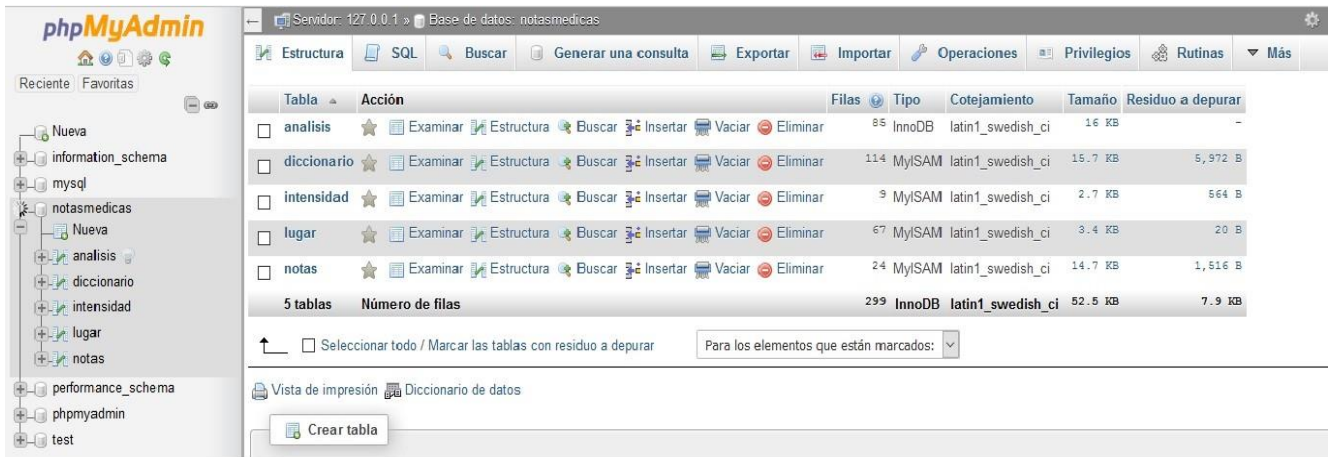 phpMyAdmin
Reciente Favoritas
Nueva
information_schema
mysql
notasmedicas
Nueva
analisis
diccionario
intensidad
lugar
notas
performance_schema
phpmyadmin
test
Servidor: 127.0.0.1 » Base de datos: notasmedicas
Estructura SQL Buscar Generar una consulta Exportar Importar Operaciones Privilegios Rutinas Más
Tabla Acción Filas Tipo Cotejamiento Tamaño Residuo a depurar
analisis Examinar Estructura Buscar Insertar Vaciar Eliminar 85 InnoDB latin1_swedish_ci 16 KB -
diccionario Examinar Estructura Buscar Insertar Vaciar Eliminar 114 MyISAM latin1_swedish_ci 15.7 KB 5,972 B
intensidad Examinar Estructura Buscar Insertar Vaciar Eliminar 9 MyISAM latin1_swedish_ci 2.7 KB 564 B
lugar Examinar Estructura Buscar Insertar Vaciar Eliminar 67 MyISAM latin1_swedish_ci 3.4 KB 20 B
notas Examinar Estructura Buscar Insertar Vaciar Eliminar 24 MyISAM latin1_swedish_ci 14.7 KB 1,516 B
5 tablas Número de filas 299 InnoDB latin1_swedish_ci 52.5 KB 7.9 KB
Seleccionar todo / Marcar las tablas con residuo a depurar Para los elementos que están marcados:
Vista de impresión Diccionario de datos
Crear tabla